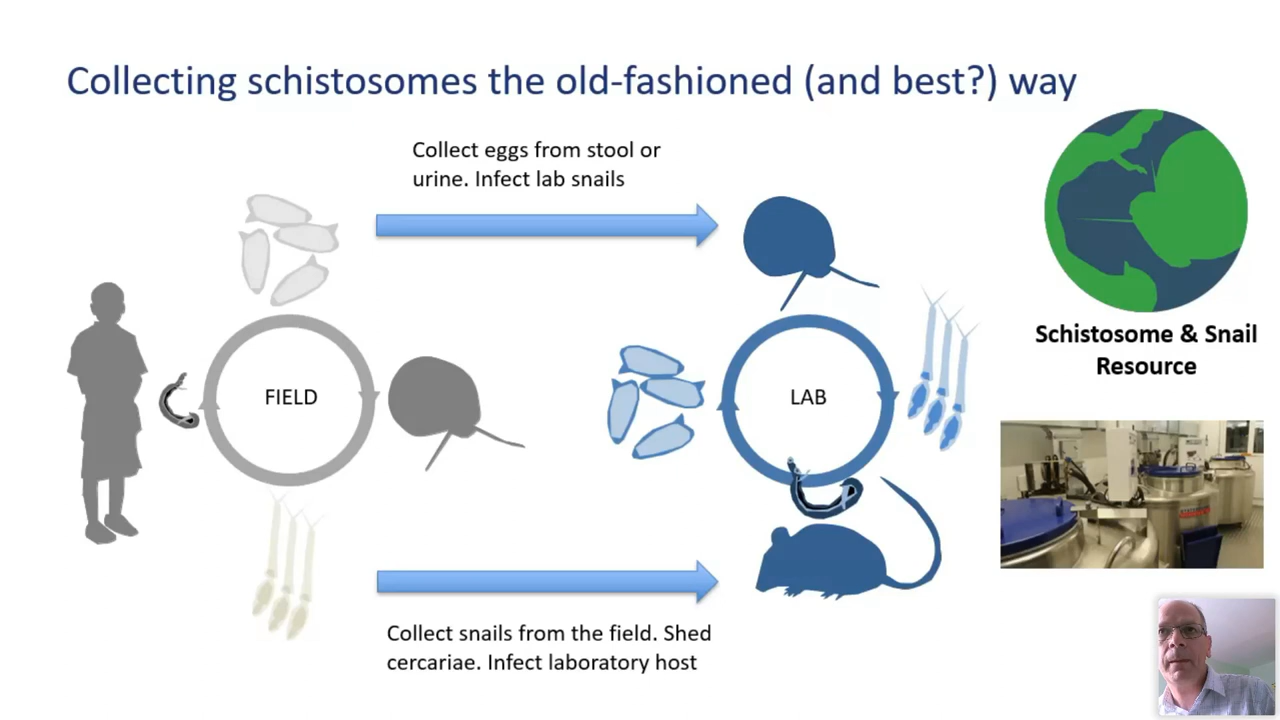 Collecting schistosomes the old-fashioned (and best?) way
Collect eggs from stool or
urine. Infect lab snails
FIELD
LAB
Schistosome & Snail
Resource
Collect snails from the field. Shed
cercariae. Infect laboratory host